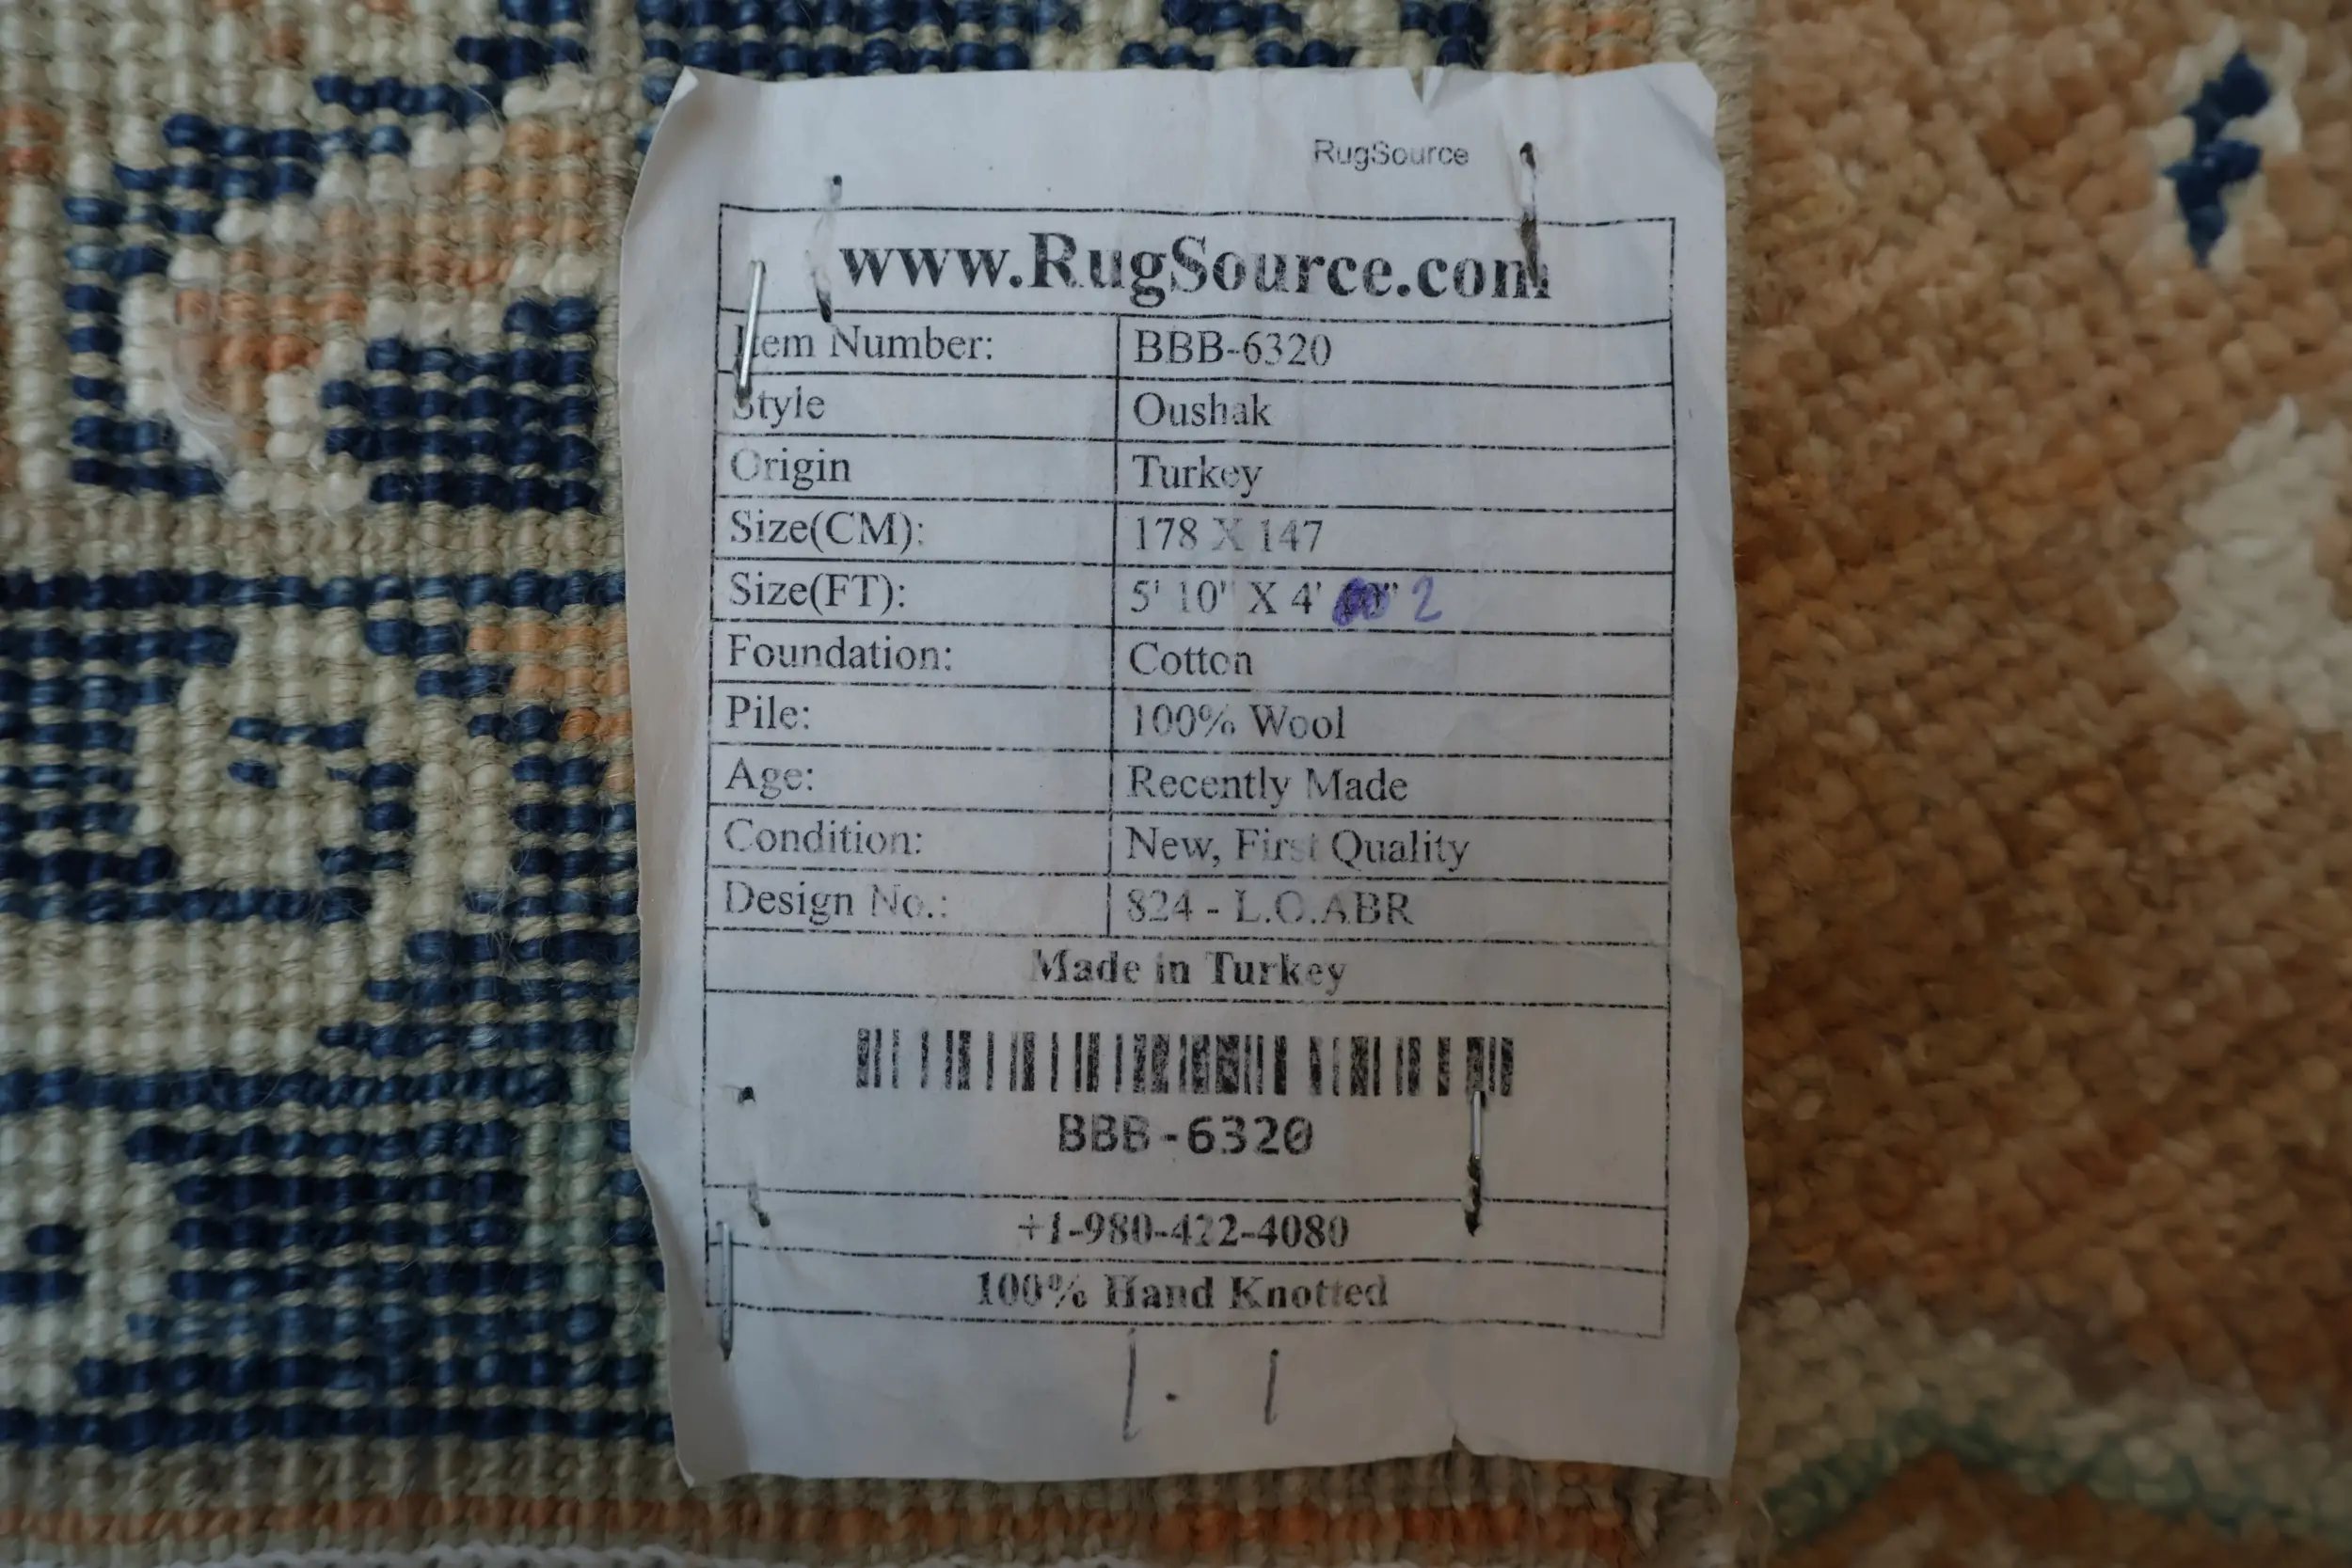 RugSource
www.RugSource.com
Item Number: BBB-6320
Style Oushak
Origin Turkey
Size(CM): 178 X 147
Size(FT): 5' 10" X 4' " 2
Foundation: Cotton
Pile: 100% Wool
Age: Recently Made
Condition: New, First Quality
Design No.: 824 - L.O.ABR
Made in Turkey
BBB-6320
+1-980-422-4080
100% Hand Knotted
1. 1